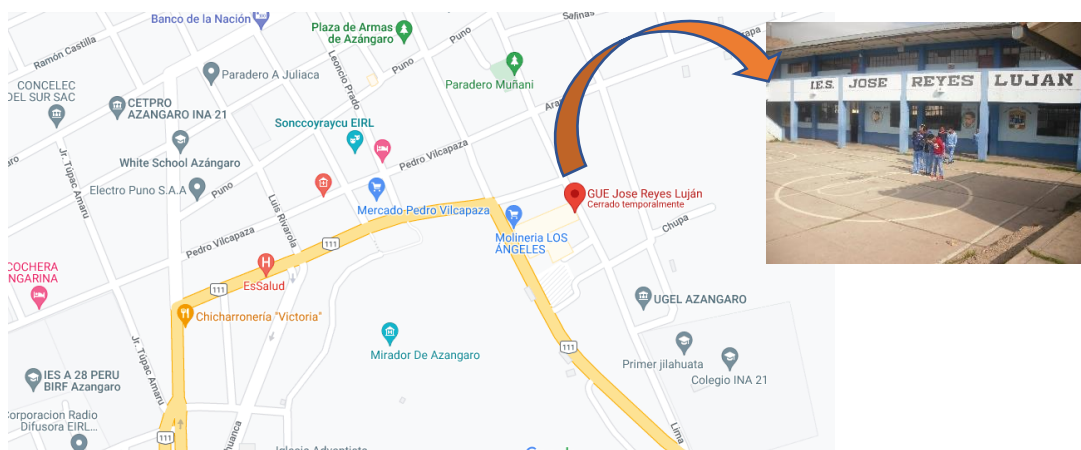 Banco de la Nación
Plaza de Armas
de Azángaro
Salinas
Puno
Ramón Castilla
Leoncio Prado
Puno
Paradero A Juliaca
Paradero Muñani
CONCELEC
DEL SUR SAC
CETPRO
AZANGARO INA 21
Sonccoyraycu EIRL
I.E.S. JOSE REYES LUJAN
Pedro Vilcapaza
White School Azángaro
Electro Puno S.A.A
Puno
Jr. Túpac Amaru
Luis Rivarola
Mercado Pedro Vilcapaza
GUE Jose Reyes Luján
Cerrado temporalmente
Molineria LOS
ÁNGELES
Chupa
Pedro Vilcapaza
111
COCHERA
NGARINA
EsSalud
111
UGEL AZANGARO
Chicharronería "Victoria"
Jr. Túpac Amaru
Mirador De Azangaro
111
Primer jilahuata
Colegio INA 21
IES A 28 PERU
BIRF Azangaro
Corporacion Radio
Difusora EIRL...
111
Lima